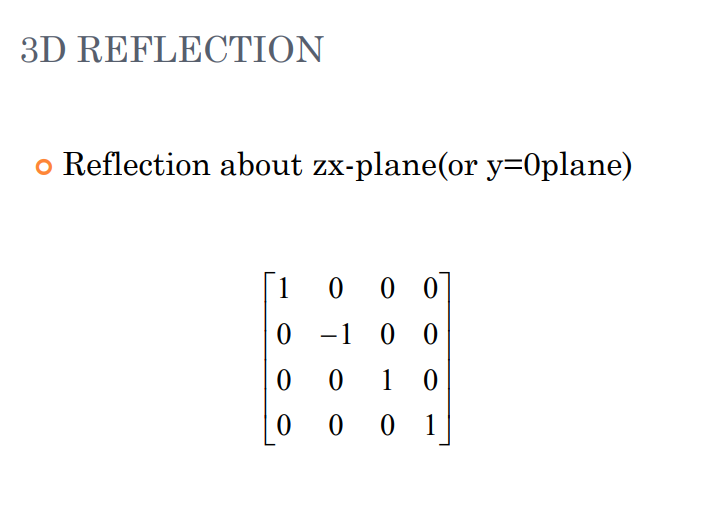 3D REFLECTION
Reflection about zx-plane(or y=0plane)
1 0 0 0
0 −1 0 0
0 0 1 0
0 0 0 1